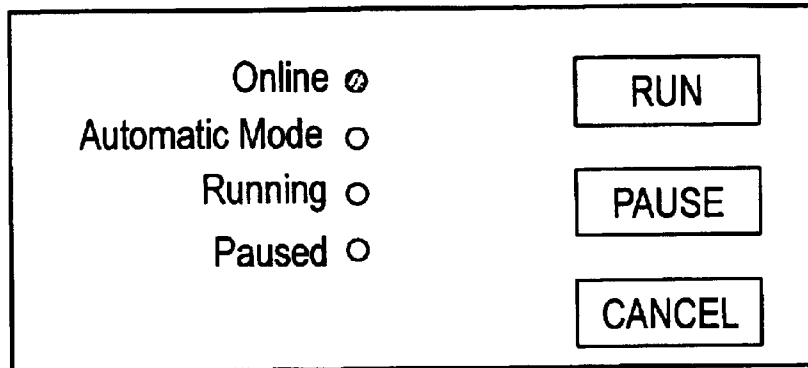 Online
Automatic Mode
Running
Paused
RUN
PAUSE
CANCEL